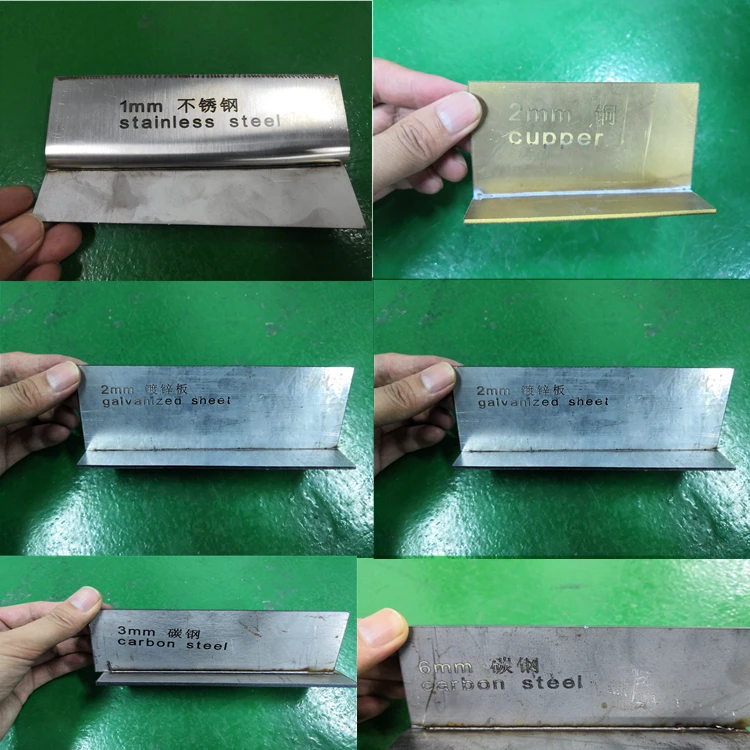 1mm 不锈钢
stainless steel
2mm 铜
cupper
2mm 镀锌板
galvanized sheet
2mm 镀锌板
galvanized sheet
3mm 碳钢
carbon steel
6mm 碳钢
carbon steel